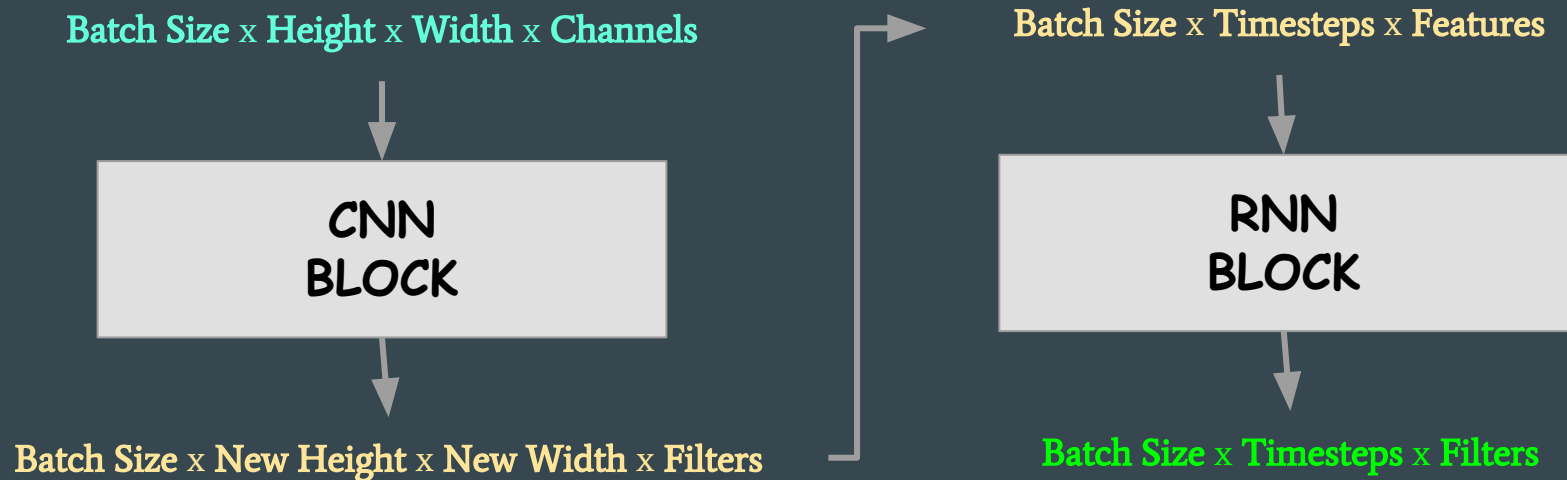 Batch Size x Height x Width x Channels
CNN
BLOCK
Batch Size x New Height x New Width x Filters
Batch Size x Timesteps x Features
RNN
BLOCK
Batch Size x Timesteps x Filters